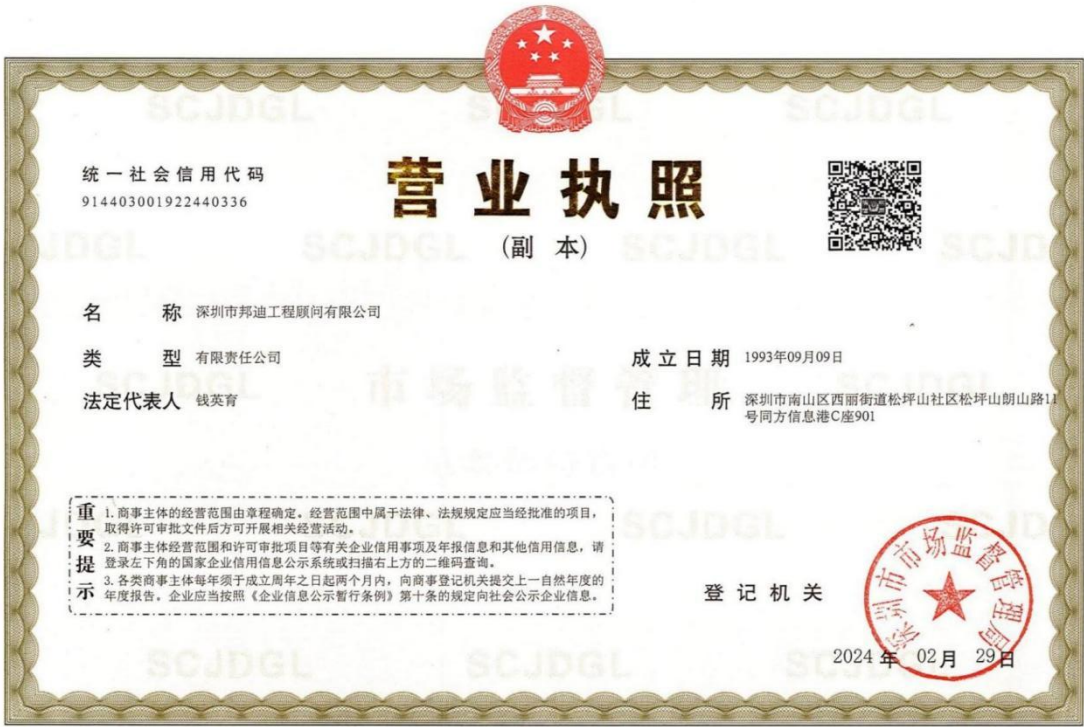 统一社会信用代码
914403001922440336
营业执照
(副 本)
名 称 深圳市邦迪工程顾问有限公司
类 型 有限责任公司
法定代表人 钱英育
成立日期 1993年09月09日
住 所 深圳市南山区西丽街道松坪山社区松坪山朗山路11
号同方信息港C座901
重要提示
1. 商事主体的经营范围由章程确定。经营范围中属于法律、法规规定应当经批准的项目，
取得许可审批文件后方可开展相关经营活动。
2. 商事主体经营范围和许可审批项目等有关企业信用事项及年报信息和其他信用信息，请
登录左下角的国家企业信用信息公示系统或扫描右上方的二维码查询。
3. 各类商事主体每年须于成立周年之日起两个月内，向商事登记机关提交上一自然年度的
年度报告。企业应当按照《企业信息公示暂行条例》第十条的规定向社会公示企业信息。
登记机关
深圳市市场监督管理局
2024年 02月 29日
SCJDGL
市场监督管理